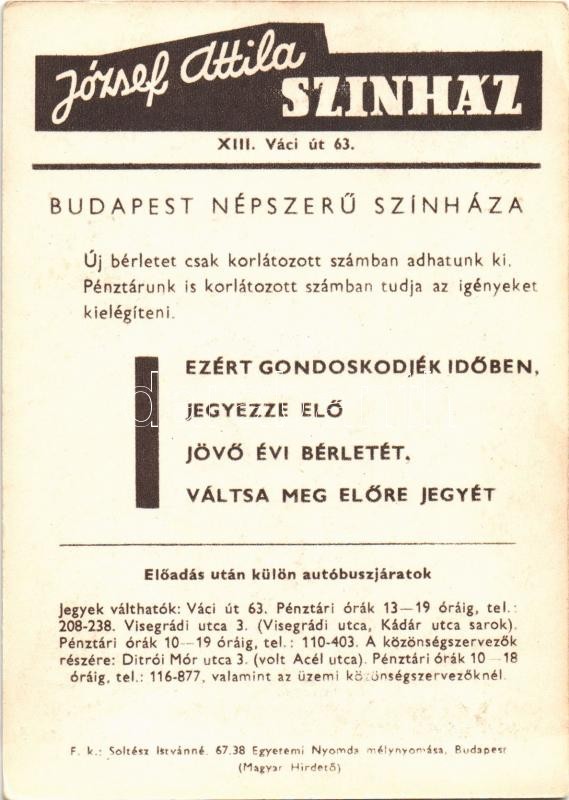 József Attila
SZINHÁZ
XIII. Váci út 63.
BUDAPEST NÉPSZERŰ SZÍNHÁZA
Új bérletet csak korlátozott számban adhatunk ki.
Pénztárunk is korlátozott számban tudja az igényeket
kielégíteni.
EZÉRT GONDOSKODJÉK IDŐBEN,
JEGYEZZE ELŐ
JÖVŐ ÉVI BÉRLETÉT,
VÁLTSA MEG ELŐRE JEGYÉT
Előadás után külön autóbuszjáratok
Jegyek válthatók: Váci út 63. Pénztári órák 13—19 óráig, tel.:
208-238. Visegrádi utca 3. (Visegrádi utca, Kádár utca sarok).
Pénztári órák 10—19 óráig, tel.: 110-403. A közönségszervezők
részére: Ditrói Mór utca 3. (volt Acél utca). Pénztári órák 10—18
óráig, tel.: 116-877, valamint az üzemi közönségszervezőknél.
F. k.: Soltész Istvánné. 67.38 Egyetemi Nyomda mélynyomása, Budapest
(Magyar Hirdető)